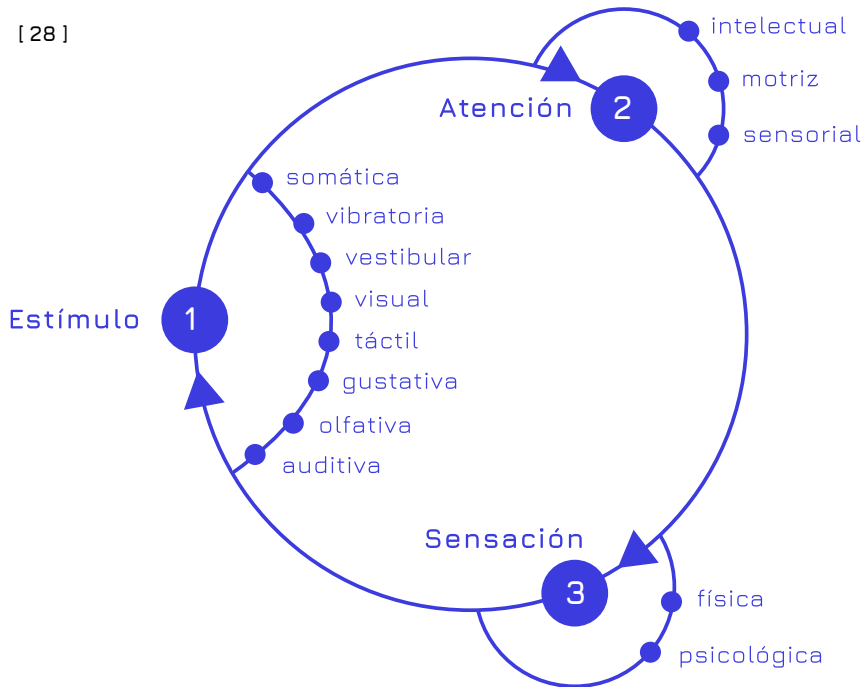 [ 28 ]
intelectual
motriz
sensorial
Atención
2
somática
vibratoria
vestibular
visual
táctil
gustativa
olfativa
auditiva
Estímulo
1
Sensación
3
física
psicológica